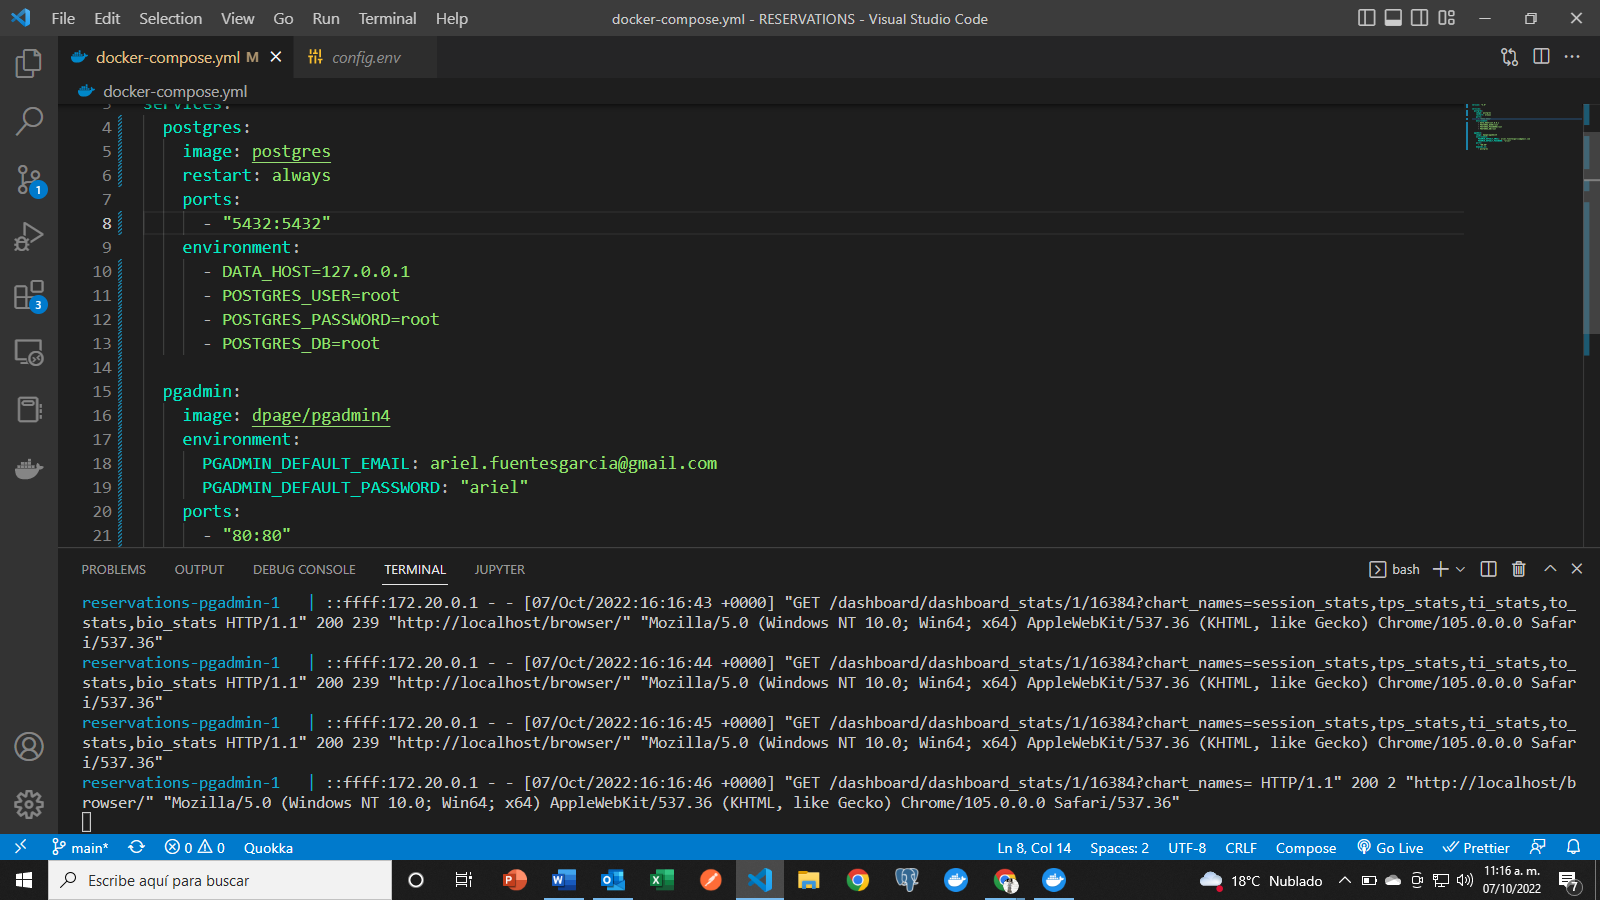 File Edit Selection View Go Run Terminal Help
docker-compose.yml - RESERVATIONS - Visual Studio Code
docker-compose.yml M
config.env
docker-compose.yml
3 services:
4 postgres:
5 image: postgres
6 restart: always
7 ports:
8 - "5432:5432"
9 environment:
10 - DATA_HOST=127.0.0.1
11 - POSTGRES_USER=root
12 - POSTGRES_PASSWORD=root
13 - POSTGRES_DB=root
14
15 pgadmin:
16 image: dpage/pgadmin4
17 environment:
18 PGADMIN_DEFAULT_EMAIL: ariel.fuentesgarcia@gmail.com
19 PGADMIN_DEFAULT_PASSWORD: "ariel"
20 ports:
21 - "80:80"
1
3
PROBLEMS OUTPUT DEBUG CONSOLE TERMINAL JUPYTER
bash
reservations-pgadmin-1 | ::ffff:172.20.0.1 - - [07/Oct/2022:16:16:43 +0000] "GET /dashboard/dashboard_stats/1/16384?chart_names=session_stats,tps_stats,ti_stats,to_
stats,bio_stats HTTP/1.1" 200 239 "http://localhost/browser/" "Mozilla/5.0 (Windows NT 10.0; Win64; x64) AppleWebKit/537.36 (KHTML, like Gecko) Chrome/105.0.0.0 Safar
i/537.36"
reservations-pgadmin-1 | ::ffff:172.20.0.1 - - [07/Oct/2022:16:16:44 +0000] "GET /dashboard/dashboard_stats/1/16384?chart_names=session_stats,tps_stats,ti_stats,to_
stats,bio_stats HTTP/1.1" 200 239 "http://localhost/browser/" "Mozilla/5.0 (Windows NT 10.0; Win64; x64) AppleWebKit/537.36 (KHTML, like Gecko) Chrome/105.0.0.0 Safar
i/537.36"
reservations-pgadmin-1 | ::ffff:172.20.0.1 - - [07/Oct/2022:16:16:45 +0000] "GET /dashboard/dashboard_stats/1/16384?chart_names=session_stats,tps_stats,ti_stats,to_
stats,bio_stats HTTP/1.1" 200 239 "http://localhost/browser/" "Mozilla/5.0 (Windows NT 10.0; Win64; x64) AppleWebKit/537.36 (KHTML, like Gecko) Chrome/105.0.0.0 Safar
i/537.36"
reservations-pgadmin-1 | ::ffff:172.20.0.1 - - [07/Oct/2022:16:16:46 +0000] "GET /dashboard/dashboard_stats/1/16384?chart_names= HTTP/1.1" 200 2 "http://localhost/b
rowser/" "Mozilla/5.0 (Windows NT 10.0; Win64; x64) AppleWebKit/537.36 (KHTML, like Gecko) Chrome/105.0.0.0 Safari/537.36"
main* 0 0 Quokka
Ln 8, Col 14 Spaces: 2 UTF-8 CRLF Compose Go Live Prettier
Escribe aquí para buscar
18°C Nublado
11:16 a. m.
07/10/2022
7